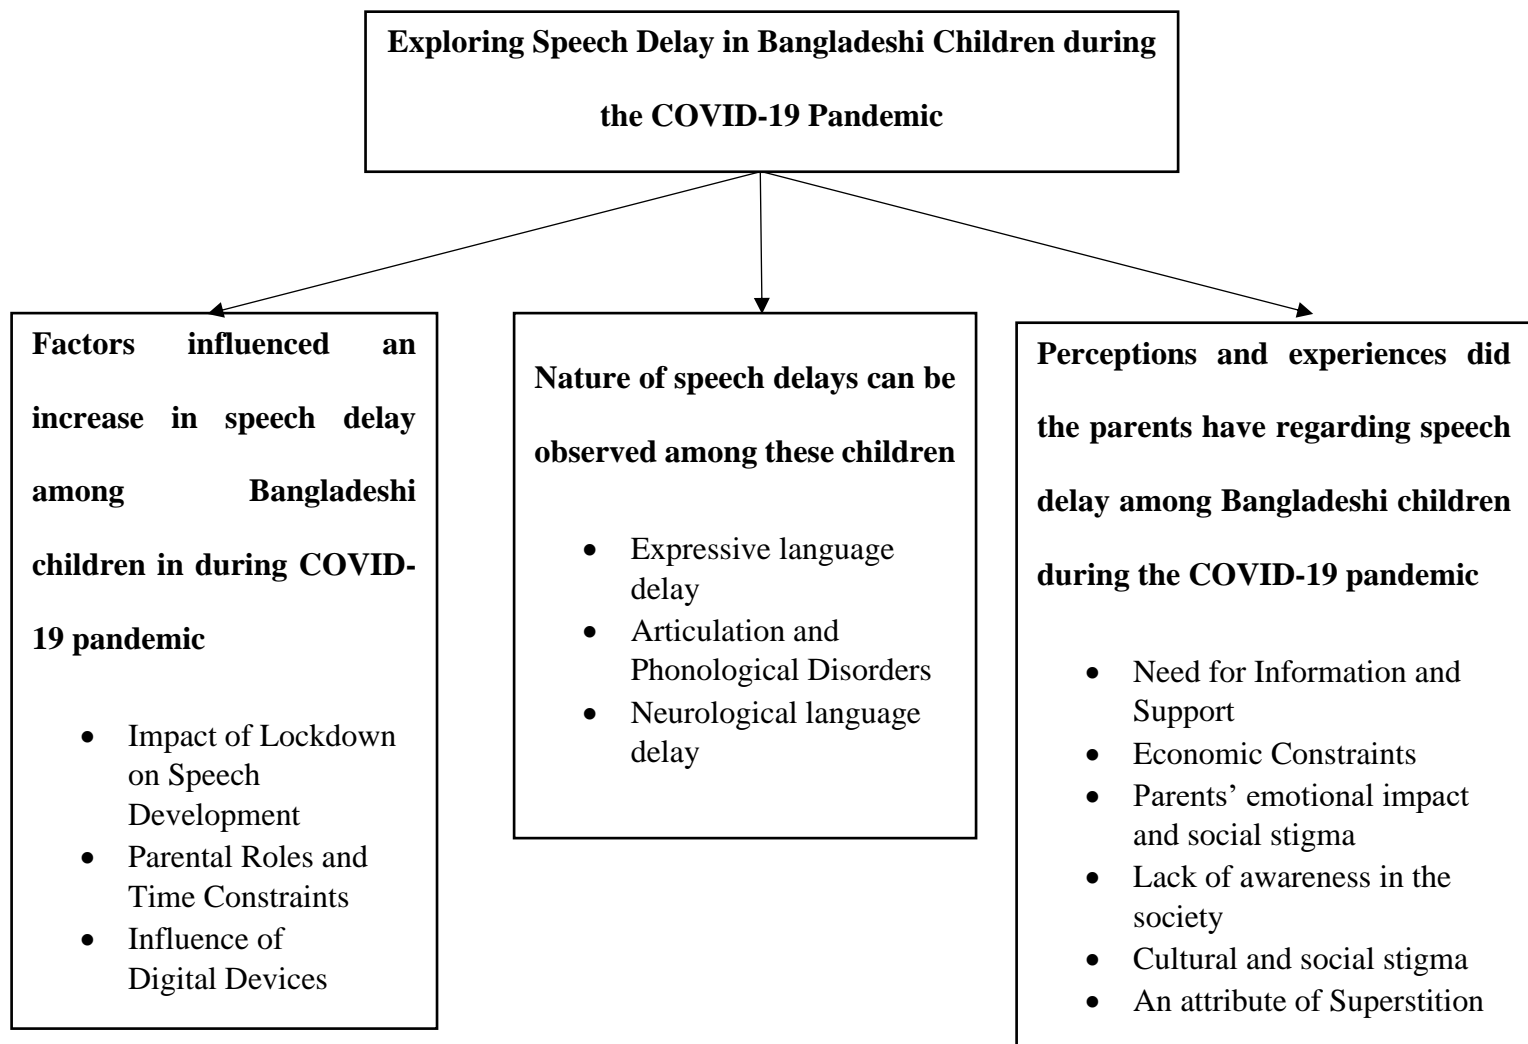 Exploring Speech Delay in Bangladeshi Children during
the COVID-19 Pandemic
Factors influenced an
increase in speech delay
among Bangladeshi
children in during COVID-
19 pandemic
• Impact of Lockdown
on Speech
Development
• Parental Roles and
Time Constraints
• Influence of
Digital Devices
Nature of speech delays can be
observed among these children
• Expressive language
delay
• Articulation and
Phonological Disorders
• Neurological language
delay
Perceptions and experiences did
the parents have regarding speech
delay among Bangladeshi children
during the COVID-19 pandemic
• Need for Information and
Support
• Economic Constraints
• Parents’ emotional impact
and social stigma
• Lack of awareness in the
society
• Cultural and social stigma
• An attribute of Superstition